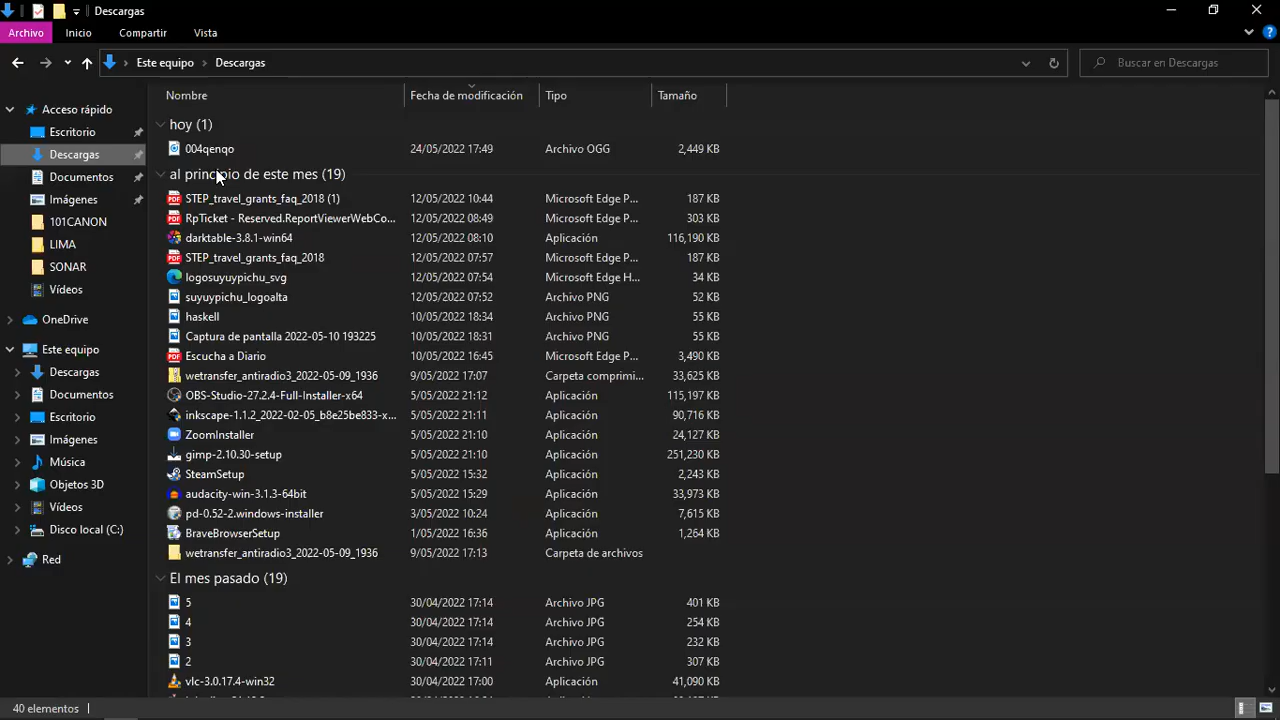 Descargas
Archivo Inicio Compartir Vista
Este equipo Descargas Buscar en Descargas
Nombre Fecha de modificación Tipo Tamaño
Acceso rápido
Escritorio
Descargas
Documentos
Imágenes
101CANON
LIMA
SONAR
Vídeos
OneDrive
Este equipo
Descargas
Documentos
Escritorio
Imágenes
Música
Objetos 3D
Vídeos
Disco local (C:)
Red
hoy (1)
004qenqo 24/05/2022 17:49 Archivo OGG 2,449 KB
al principio de este mes (19)
STEP_travel_grants_faq_2018 (1) 12/05/2022 10:44 Microsoft Edge P... 187 KB
RpTicket - Reserved.ReportViewerWebCo... 12/05/2022 08:49 Microsoft Edge P... 303 KB
darktable-3.8.1-win64 12/05/2022 08:10 Aplicación 116,190 KB
STEP_travel_grants_faq_2018 12/05/2022 07:57 Microsoft Edge P... 187 KB
logosuyuypichu_svg 12/05/2022 07:54 Microsoft Edge H... 34 KB
suyuypichu_logoalta 12/05/2022 07:52 Archivo PNG 52 KB
haskell 10/05/2022 18:34 Archivo PNG 55 KB
Captura de pantalla 2022-05-10 193225 10/05/2022 18:31 Archivo PNG 55 KB
Escucha a Diario 10/05/2022 16:45 Microsoft Edge P... 3,490 KB
wetransfer_antiradio3_2022-05-09_1936 9/05/2022 17:07 Carpeta comprimi... 33,625 KB
OBS-Studio-27.2.4-Full-Installer-x64 5/05/2022 21:12 Aplicación 115,197 KB
inkscape-1.1.2_2022-02-05_b8e25be833-x... 5/05/2022 21:11 Aplicación 90,716 KB
ZoomInstaller 5/05/2022 21:10 Aplicación 24,127 KB
gimp-2.10.30-setup 5/05/2022 21:10 Aplicación 251,230 KB
SteamSetup 5/05/2022 15:32 Aplicación 2,243 KB
audacity-win-3.1.3-64bit 5/05/2022 15:29 Aplicación 33,973 KB
pd-0.52-2.windows-installer 3/05/2022 10:24 Aplicación 7,615 KB
BraveBrowserSetup 1/05/2022 16:36 Aplicación 1,264 KB
wetransfer_antiradio3_2022-05-09_1936 9/05/2022 17:13 Carpeta de archivos
El mes pasado (19)
5 30/04/2022 17:14 Archivo JPG 401 KB
4 30/04/2022 17:14 Archivo JPG 254 KB
3 30/04/2022 17:14 Archivo JPG 232 KB
2 30/04/2022 17:11 Archivo JPG 307 KB
vlc-3.0.17.4-win32 30/04/2022 17:00 Aplicación 41,090 KB
40 elementos